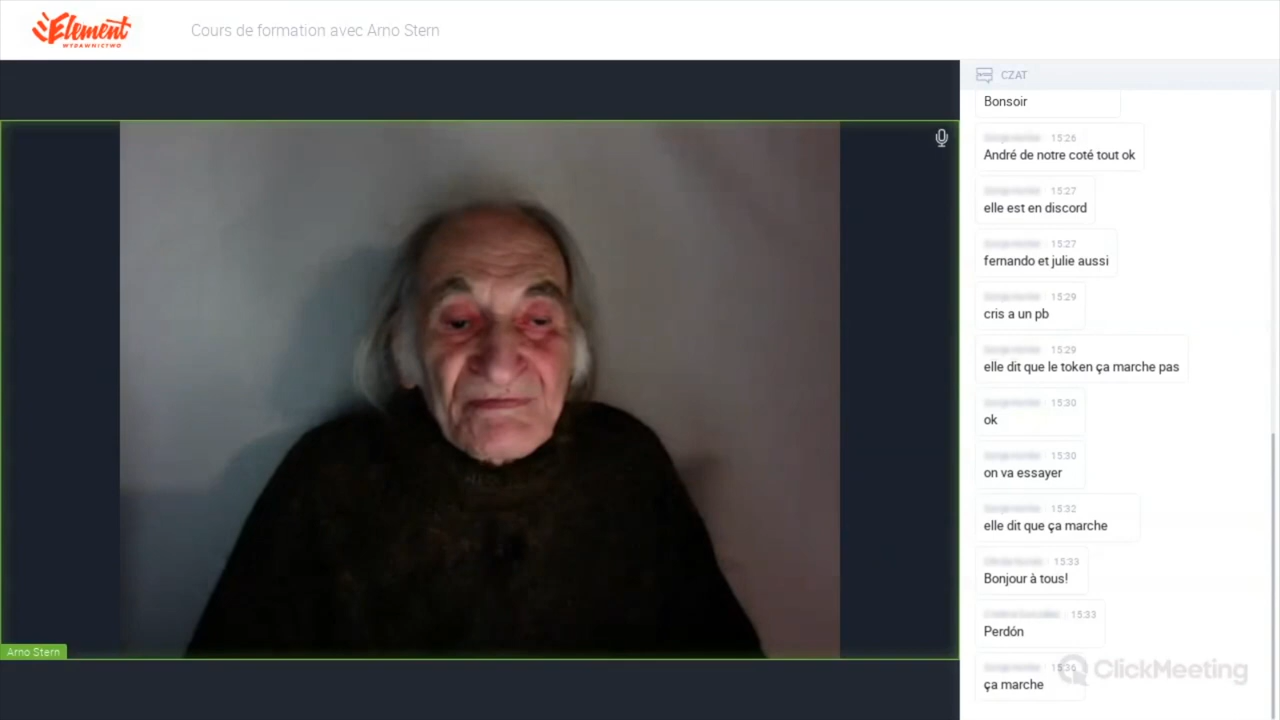 Element
WYDAWNICTWO
Cours de formation avec Arno Stern
CZAT
Bonsoir
15:26
André de notre coté tout ok
15:27
elle est en discord
15:27
fernando et julie aussi
15:29
cris a un pb
15:29
elle dit que le token ça marche pas
15:30
ok
15:30
on va essayer
15:32
elle dit que ça marche
15:33
Bonjour à tous!
15:33
Perdón
15:36
ça marche
ClickMeeting
Arno Stern